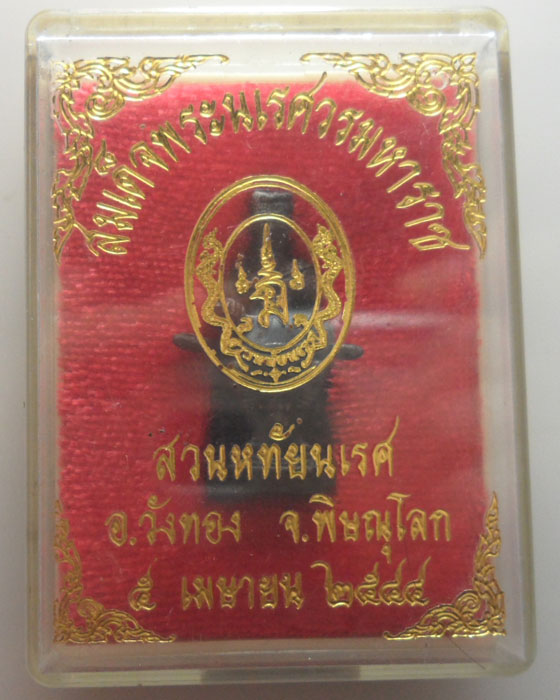 สมเด็จพระนเรศวรมหาราช
สวนหทัยนเรศ
อ.วังทอง จ.พิษณุโลก
๕ เมษายน ๒๕๔๔